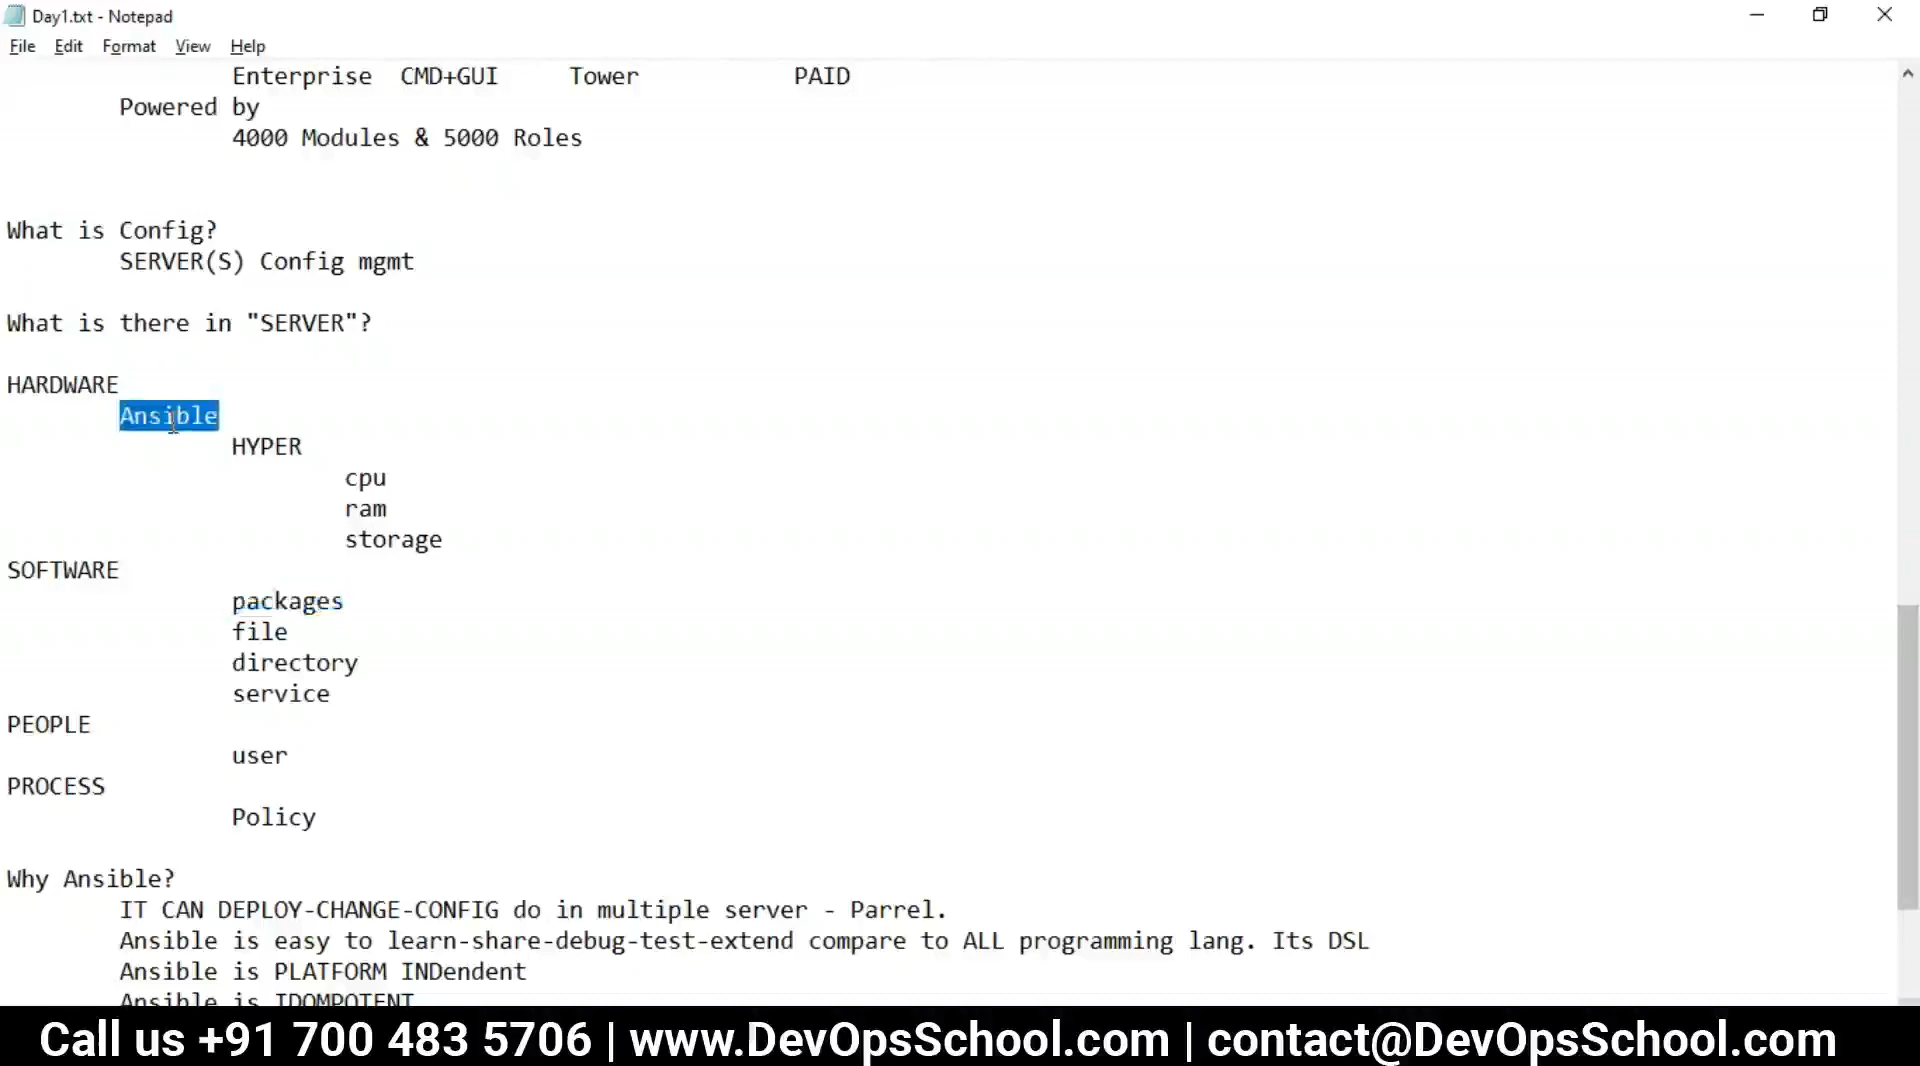 Day1.txt - Notepad
File Edit Format View Help
Enterprise CMD+GUI Tower PAID
Powered by
4000 Modules & 5000 Roles
What is Config?
SERVER(S) Config mgmt
What is there in "SERVER"?
HARDWARE
Ansible
HYPER
cpu
ram
storage
SOFTWARE
packages
file
directory
service
PEOPLE
user
PROCESS
Policy
Why Ansible?
IT CAN DEPLOY-CHANGE-CONFIG do in multiple server - Parrel.
Ansible is easy to learn-share-debug-test-extend compare to ALL programming lang. Its DSL
Ansible is PLATFORM INDendent
Ansible is IDOMPOTENT
Call us +91 700 483 5706 | www.DevOpsSchool.com | contact@DevOpsSchool.com